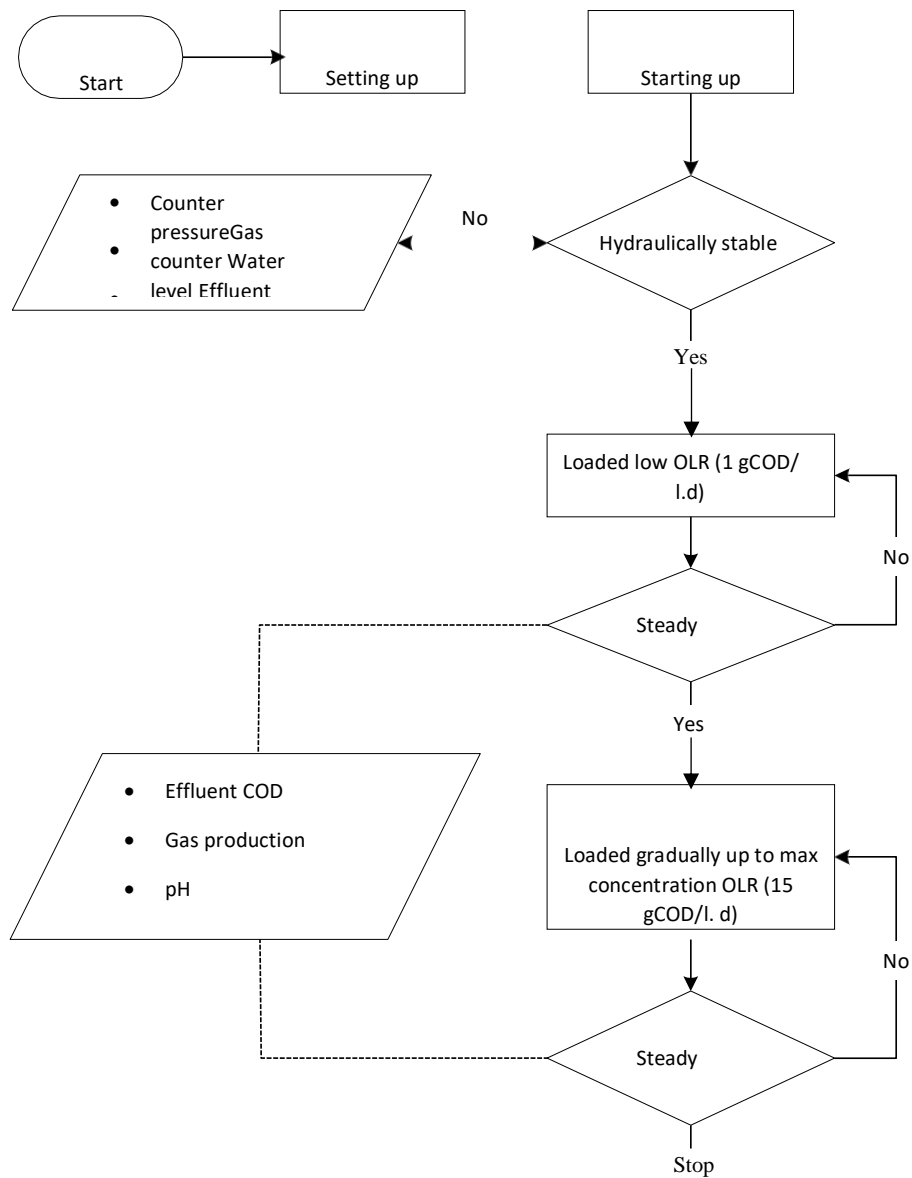 Start
Setting up
Starting up
• Counter
pressureGas
• counter Water
• level Effluent
No
Hydraulically stable
Yes
Loaded low OLR (1 gCOD/
l.d)
No
Steady
Yes
• Effluent COD
• Gas production
• pH
Loaded gradually up to max
concentration OLR (15
gCOD/l. d)
No
Steady
Stop